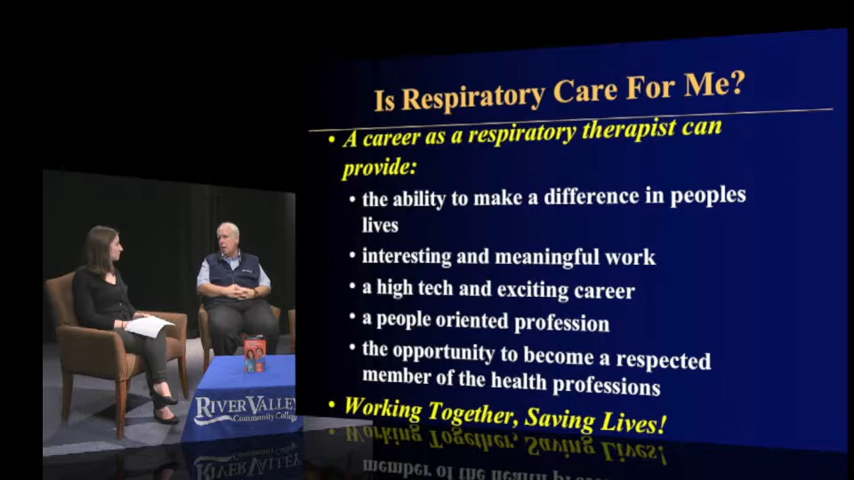 Is Respiratory Care For Me?
• A career as a respiratory therapist can
provide:
• the ability to make a difference in peoples
lives
• interesting and meaningful work
• a high tech and exciting career
• a people oriented profession
• the opportunity to become a respected
member of the health professions
• Working Together, Saving Lives!
RIVER VALLEY
Community College